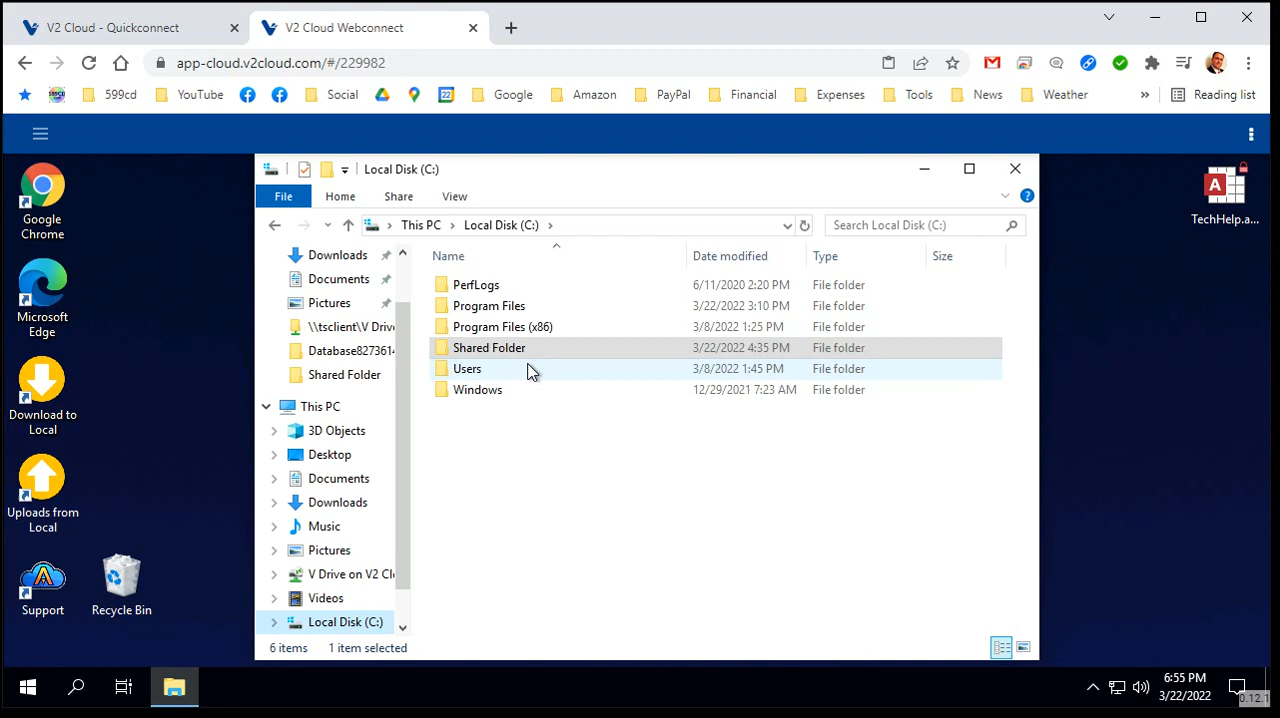 V2 Cloud - Quickconnect
V2 Cloud Webconnect
app-cloud.v2cloud.com/#/229982
599cd YouTube Social 22 Google Amazon PayPal Financial Expenses Tools News Weather » Reading list
Local Disk (C:)
File Home Share View
This PC > Local Disk (C:) >
Search Local Disk (C:)
Name Date modified Type Size
PerfLogs 6/11/2020 2:20 PM File folder
Program Files 3/22/2022 3:10 PM File folder
Program Files (x86) 3/8/2022 1:25 PM File folder
Shared Folder 3/22/2022 4:35 PM File folder
Users 3/8/2022 1:45 PM File folder
Windows 12/29/2021 7:23 AM File folder
Downloads
Documents
Pictures
\\tsclient\V Drive
Database8273614
Shared Folder
This PC
3D Objects
Desktop
Documents
Downloads
Music
Pictures
V Drive on V2 Cl
Videos
Local Disk (C:)
6 items 1 item selected
Google
Chrome
Microsoft
Edge
Download to
Local
Uploads from
Local
Support
Recycle Bin
A
TechHelp.a...
6:55 PM
3/22/2022
0.12.1